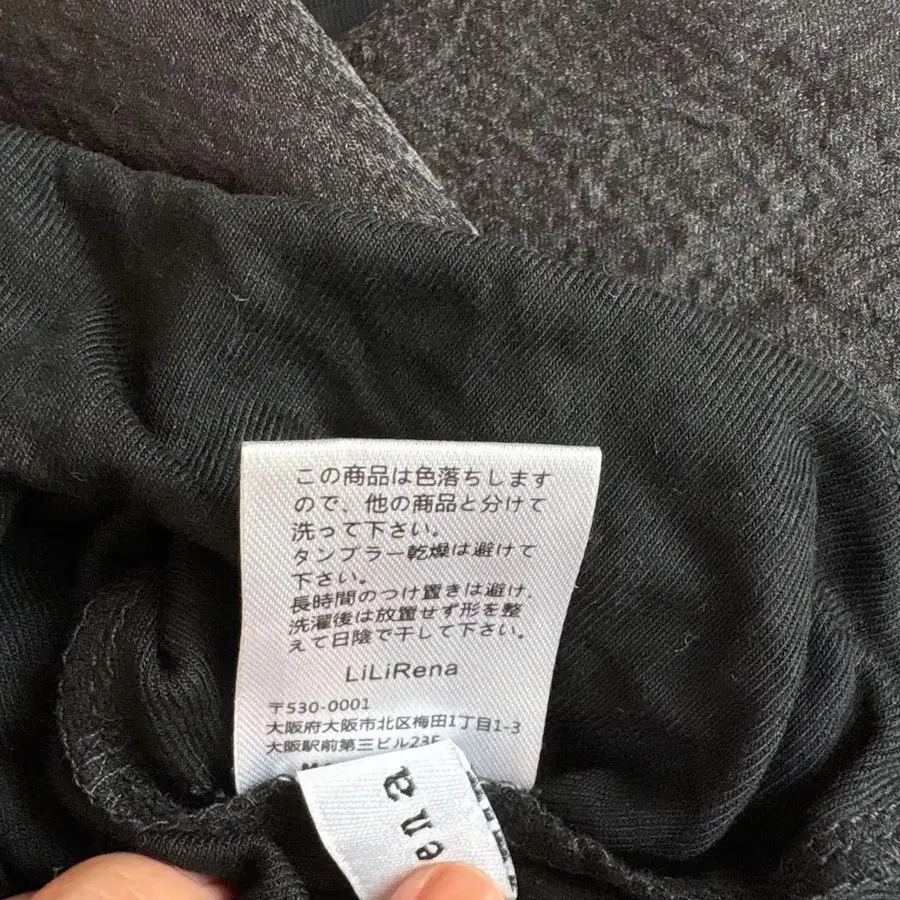 この商品は色落ちします
ので、他の商品と分けて
洗って下さい。
タンブラー乾燥は避けて
下さい。
長時間のつけ置きは避け、
洗濯後は放置せず形を整
えて日陰で干して下さい。
LiLiRena
〒530-0001
大阪府大阪市北区梅田1丁目1-3
大阪駅前第三ビル23F
ena